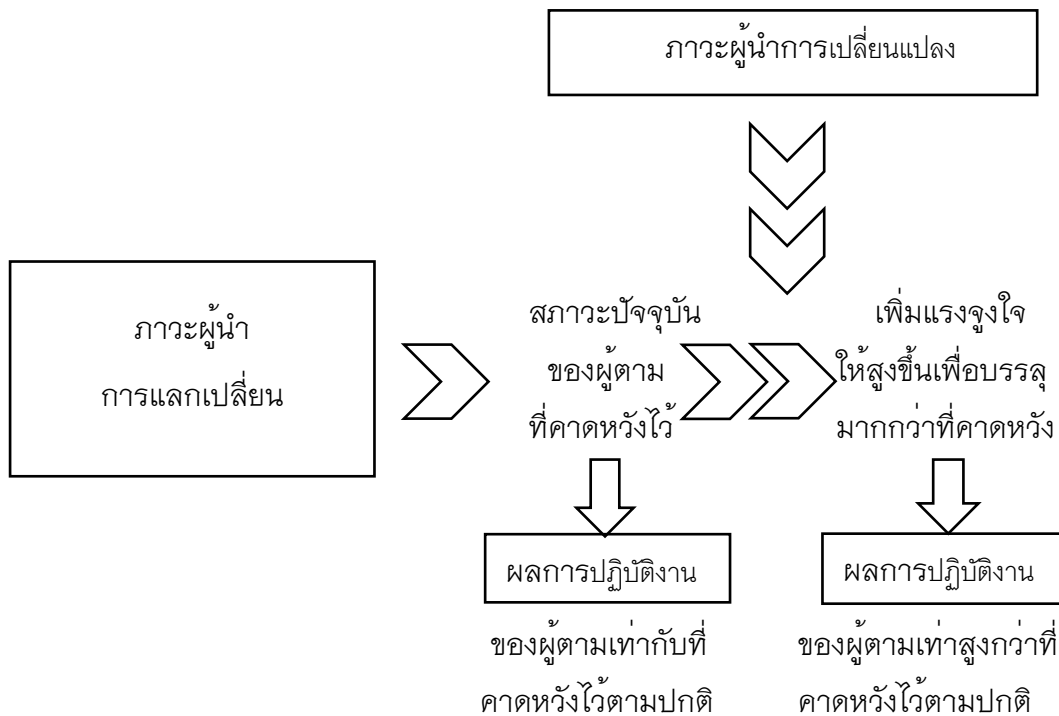 ภาวะผู้นำการเปลี่ยนแปลง
ภาวะผู้นำ
การแลกเปลี่ยน
สภาวะปัจจุบัน
ของผู้ตาม
ที่คาดหวังไว้
เพิ่มแรงจูงใจ
ให้สูงขึ้นเพื่อบรรลุ
มากกว่าที่คาดหวัง
ผลการปฏิบัติงาน
ของผู้ตามเท่ากับที่
คาดหวังไว้ตามปกติ
ผลการปฏิบัติงาน
ของผู้ตามเท่าสูงกว่าที่
คาดหวังไว้ตามปกติ